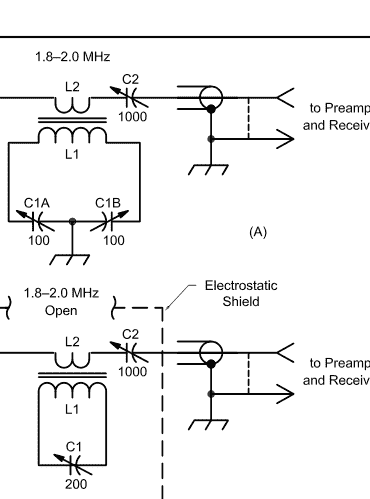 1.8–2.0 MHz
C2
L2
1000
to Preamp
and Receiv
L1
C1A
C1B
100
100
(A)
Electrostatic
Shield
1.8–2.0 MHz
Open
C2
L2
1000
to Preamp
and Receiv
L1
C1
200